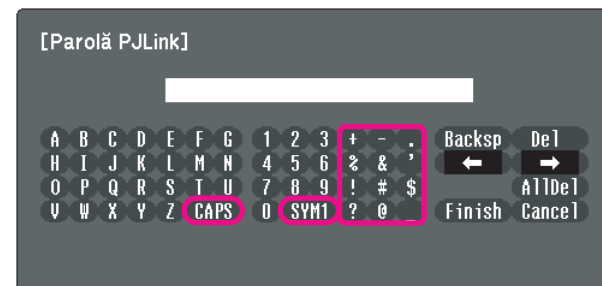 [Parolă PJLink]
A B C D E F G 1 2 3 + - . Backsp Del
H I J K L M N 4 5 6 % & ' ← →
O P Q R S T U 7 8 9 ! # $ AllDel
V W X Y Z CAPS 0 SYM1 ? @ _ Finish Cancel